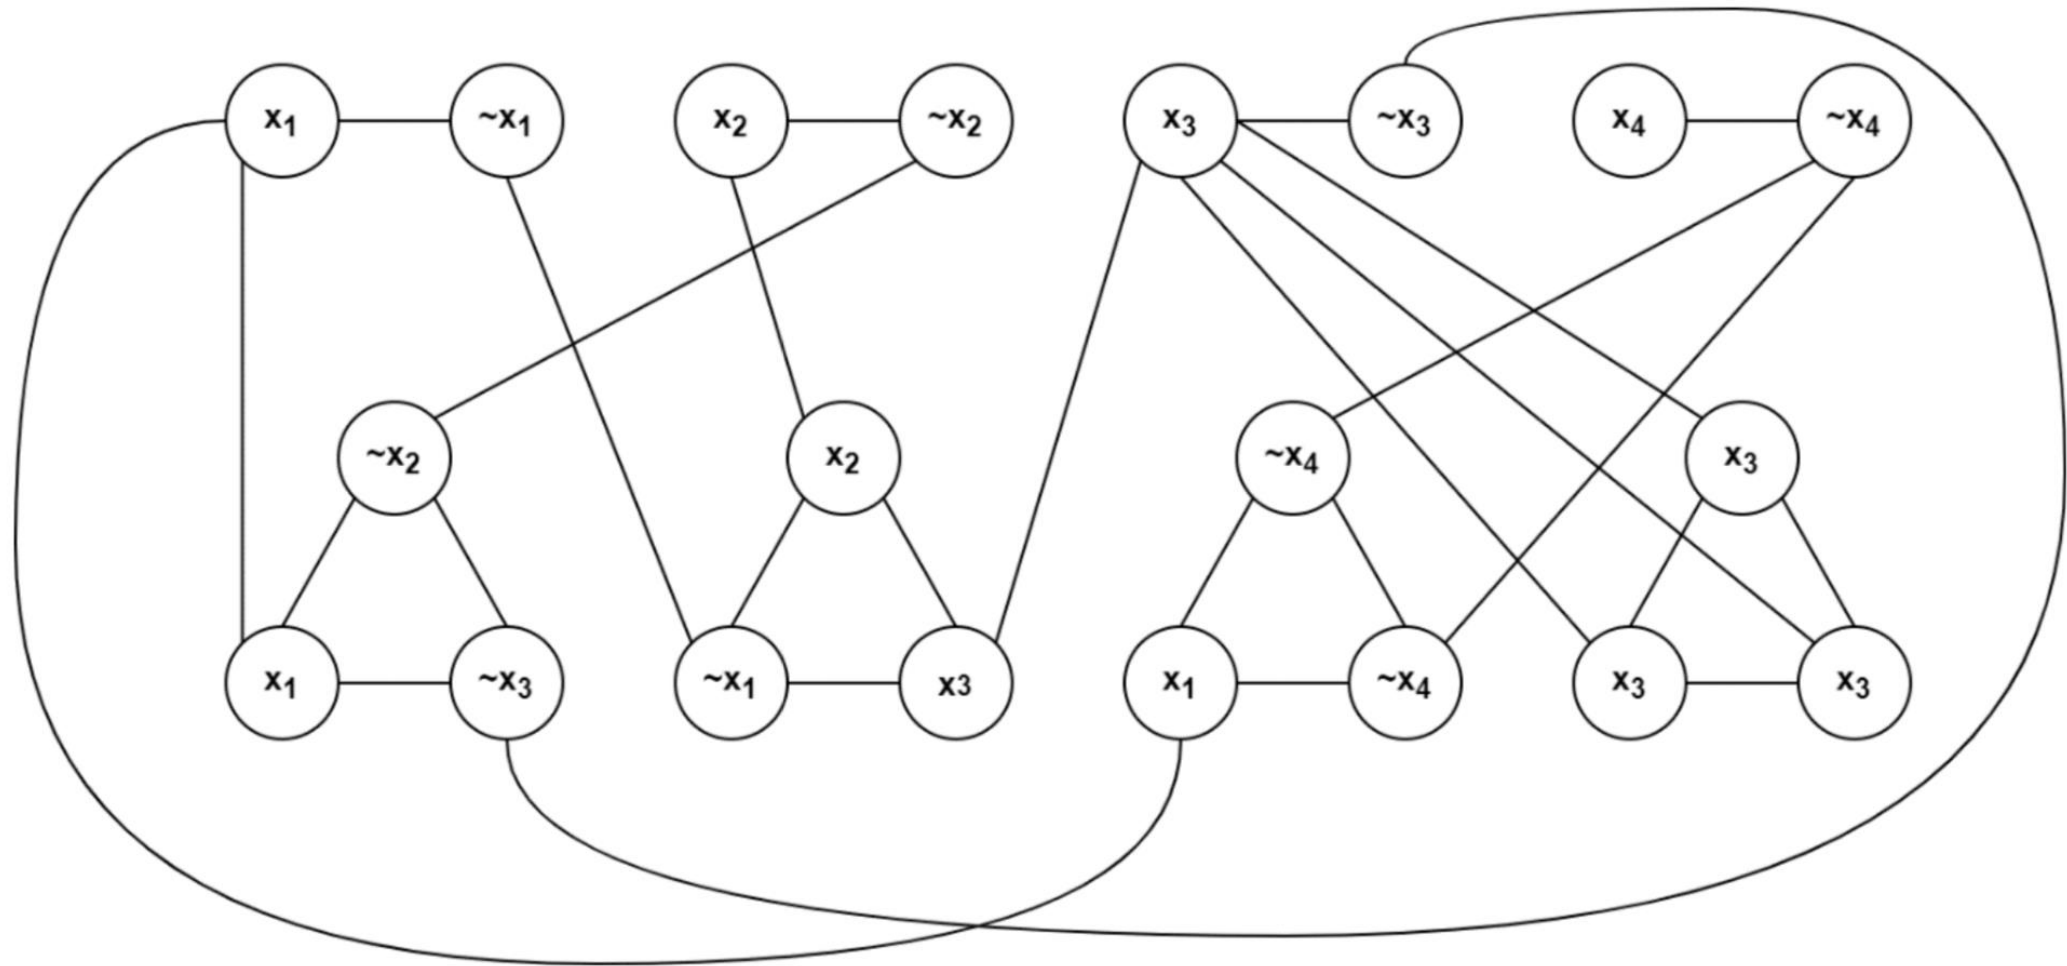 x₁ ~x₁ x₂ ~x₂ x₃ ~x₃ x₄ ~x₄
~x₂ x₂ ~x₄ x₃
x₁ ~x₃ ~x₁ x3 x₁ ~x₄ x₃ x₃